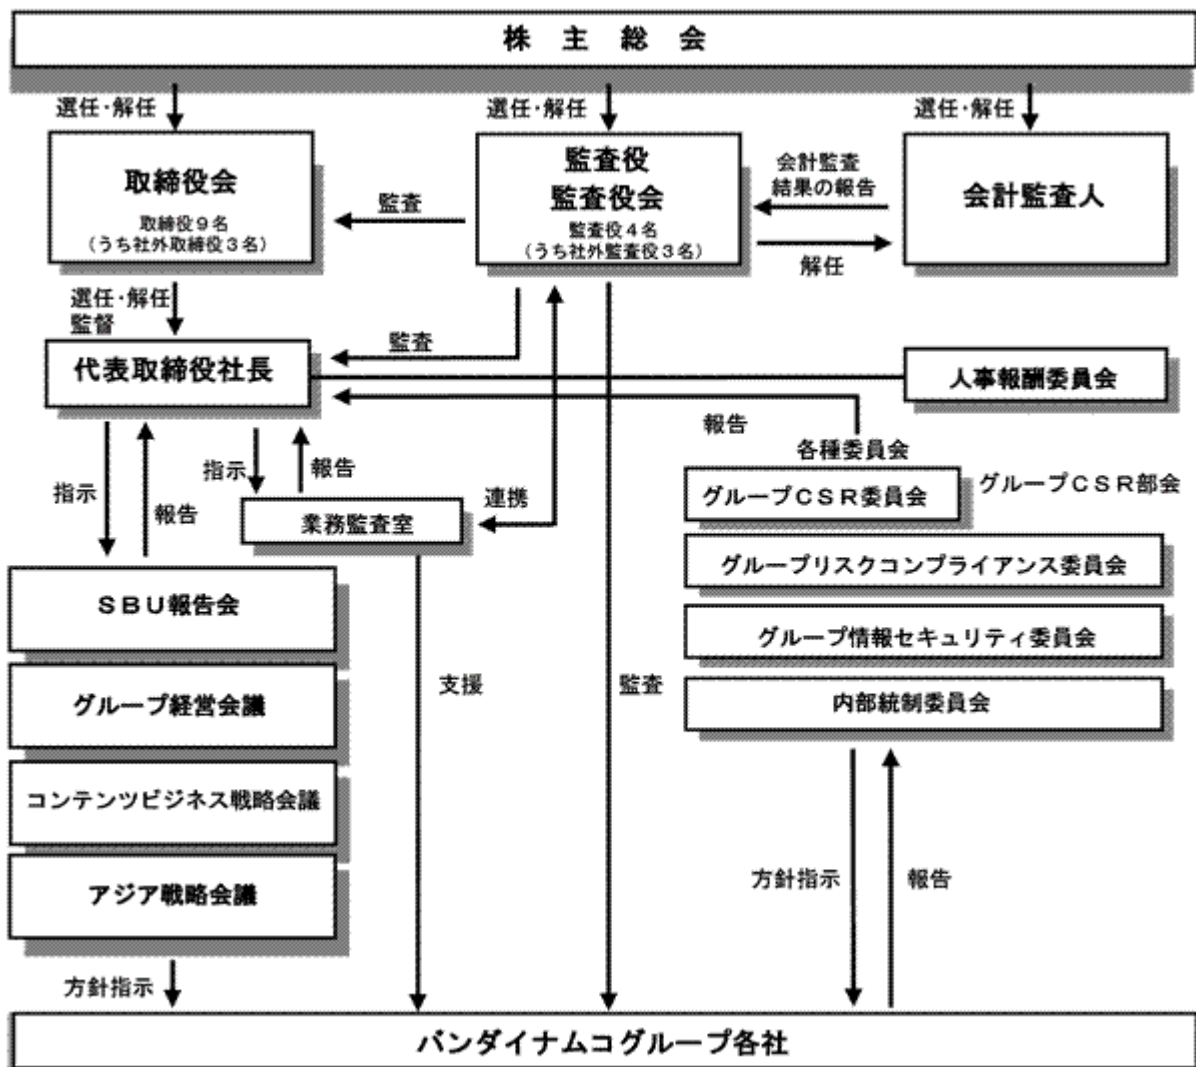 株主総会
選任・解任
選任・解任
選任・解任
取締役会
取締役9名
(うち社外取締役3名)
監査
監査役
監査役会
監査役4名
(うち社外監査役3名)
会計監査
結果の報告
解任
会計監査人
選任・解任
監督
代表取締役社長
監査
人事報酬委員会
報告
各種委員会
指示
報告
指示
報告
業務監査室
連携
グループCSR委員会
グループCSR部会
グループリスクコンプライアンス委員会
グループ情報セキュリティ委員会
内部統制委員会
SBU報告会
グループ経営会議
コンテンツビジネス戦略会議
アジア戦略会議
支援
監査
方針指示
報告
方針指示
バンダイナムコグループ各社